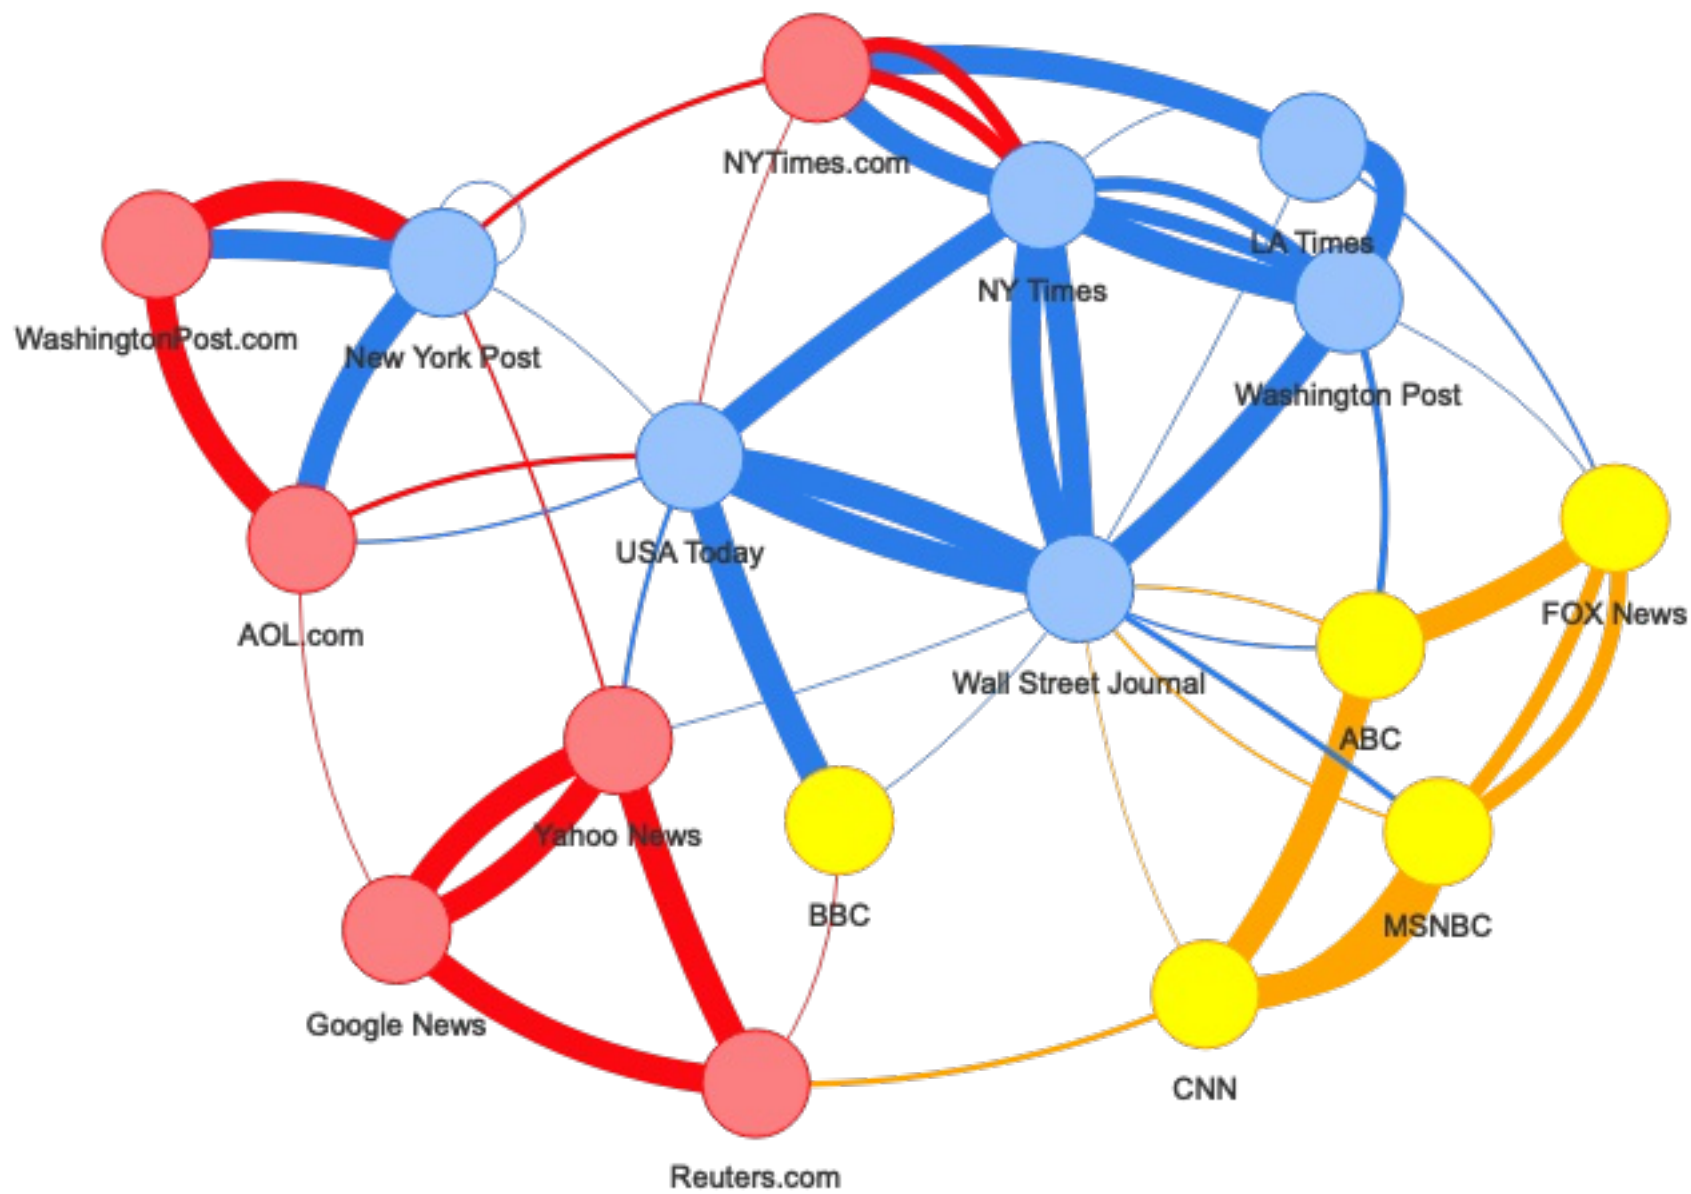 NYTimes.com
LA Times
NY Times
WashingtonPost.com
New York Post
Washington Post
USA Today
FOX News
AOL.com
Wall Street Journal
ABC
Yahoo News
BBC
MSNBC
Google News
CNN
Reuters.com